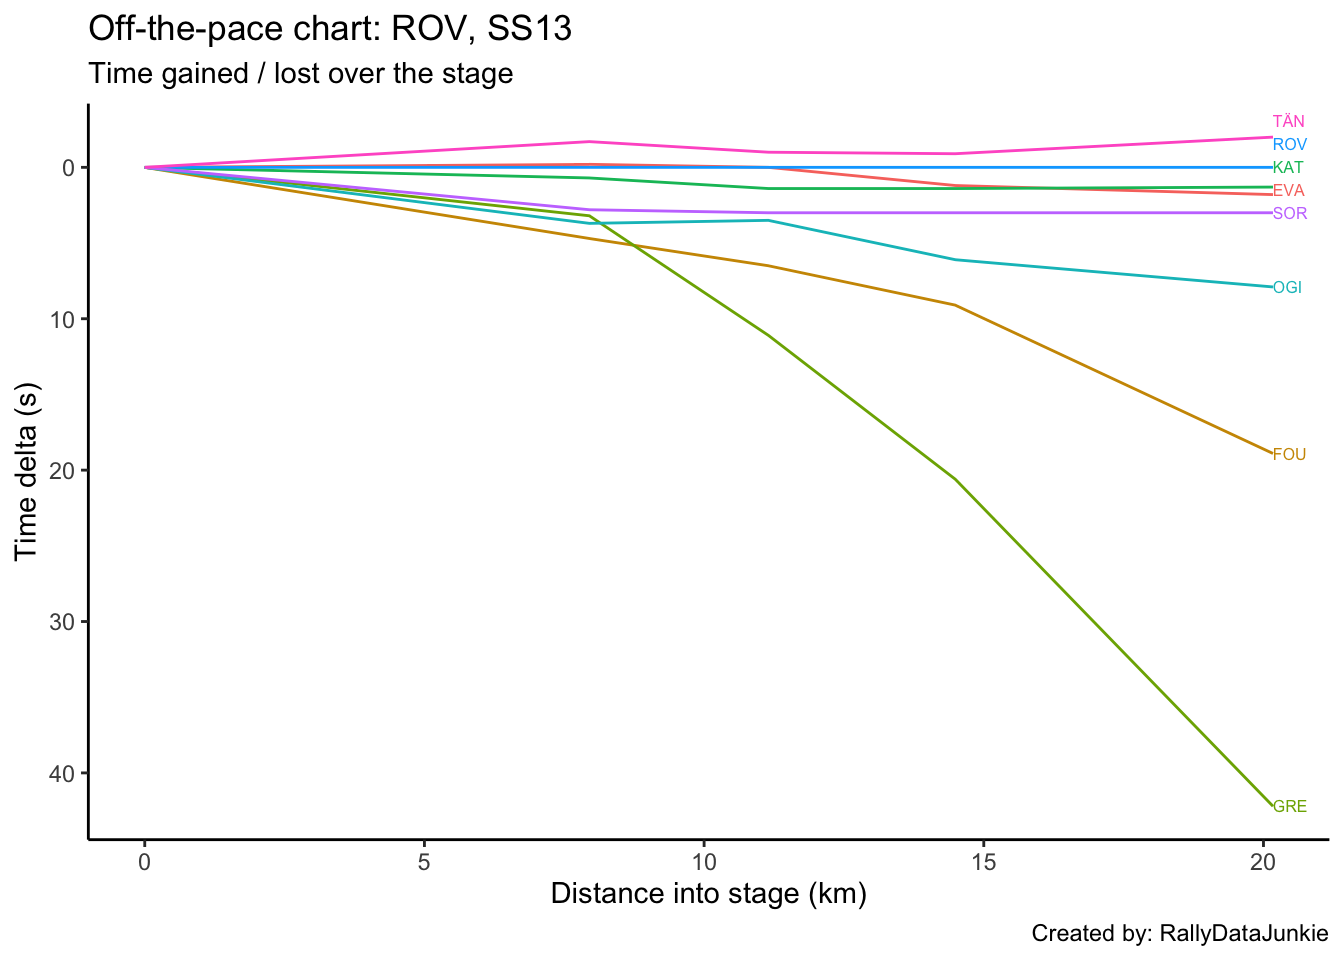 Off-the-pace chart: ROV, SS13
Time gained / lost over the stage
TÄN
ROV
KAT
EVA
SOR
OGI
FOU
GRE
0
10
20
30
40
Time delta (s)
0 5 10 15 20
Distance into stage (km)
Created by: RallyDataJunkie